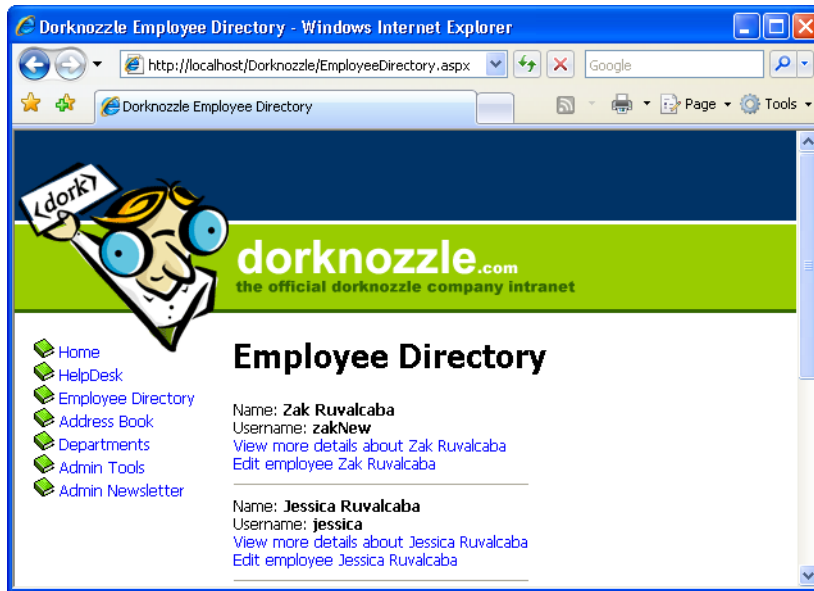 Dorknozzle Employee Directory - Windows Internet Explorer
http://localhost/Dorknozzle/EmployeeDirectory.aspx
Google
Dorknozzle Employee Directory
Page
Tools
<dork>
dorknozzle.com
the official dorknozzle company intranet
Home
HelpDesk
Employee Directory
Address Book
Departments
Admin Tools
Admin Newsletter
Employee Directory
Name: Zak Ruvalcaba
Username: zakNew
View more details about Zak Ruvalcaba
Edit employee Zak Ruvalcaba
Name: Jessica Ruvalcaba
Username: jessica
View more details about Jessica Ruvalcaba
Edit employee Jessica Ruvalcaba